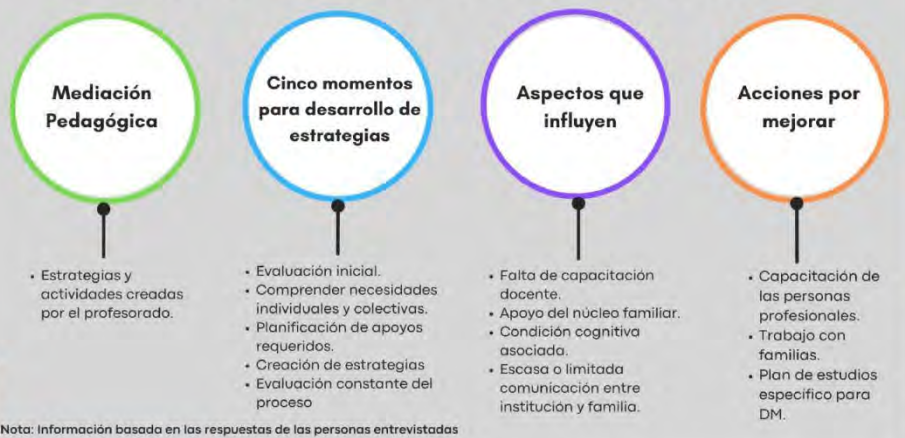 Mediación
Pedagógica
Cinco momentos
para desarrollo de
estrategias
Aspectos que
influyen
Acciones por
mejorar
• Estrategias y
actividades creadas
por el profesorado.
• Evaluación inicial.
• Comprender necesidades
individuales y colectivas.
• Planificación de apoyos
requeridos.
• Creación de estrategias
• Evaluación constante del
proceso
• Falta de capacitación
docente.
• Apoyo del núcleo familiar.
• Condición cognitiva
asociada.
• Escasa o limitada
comunicación entre
institución y familia.
• Capacitación de
las personas
profesionales.
• Trabajo con
familias.
• Plan de estudios
específico para
DM.
Nota: Información basada en las respuestas de las personas entrevistadas